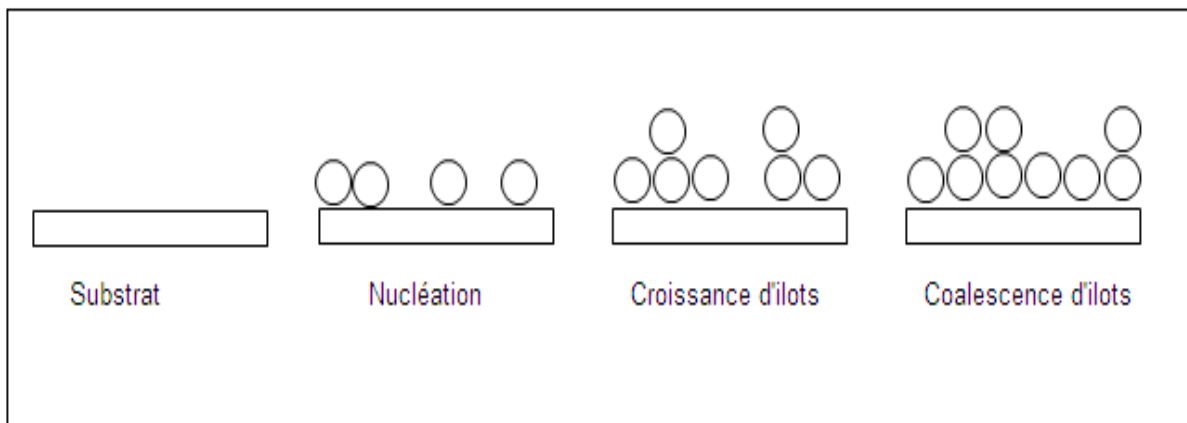 Substrat
Nucléation
Croissance d'ilots
Coalescence d'ilots